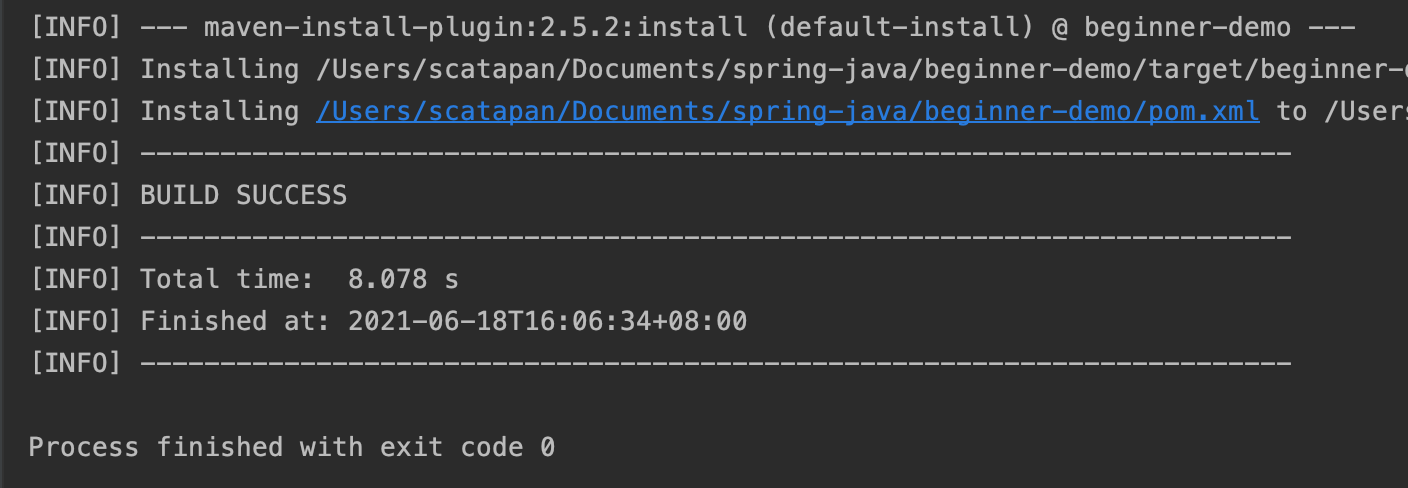 [INFO] --- maven-install-plugin:2.5.2:install (default-install) @ beginner-demo ---
[INFO] Installing /Users/scatapan/Documents/spring-java/beginner-demo/target/beginner-
[INFO] Installing /Users/scatapan/Documents/spring-java/beginner-demo/pom.xml to /Users
[INFO] ------------------------------------------------------------------------
[INFO] BUILD SUCCESS
[INFO] ------------------------------------------------------------------------
[INFO] Total time:  8.078 s
[INFO] Finished at: 2021-06-18T16:06:34+08:00
[INFO] ------------------------------------------------------------------------
Process finished with exit code 0